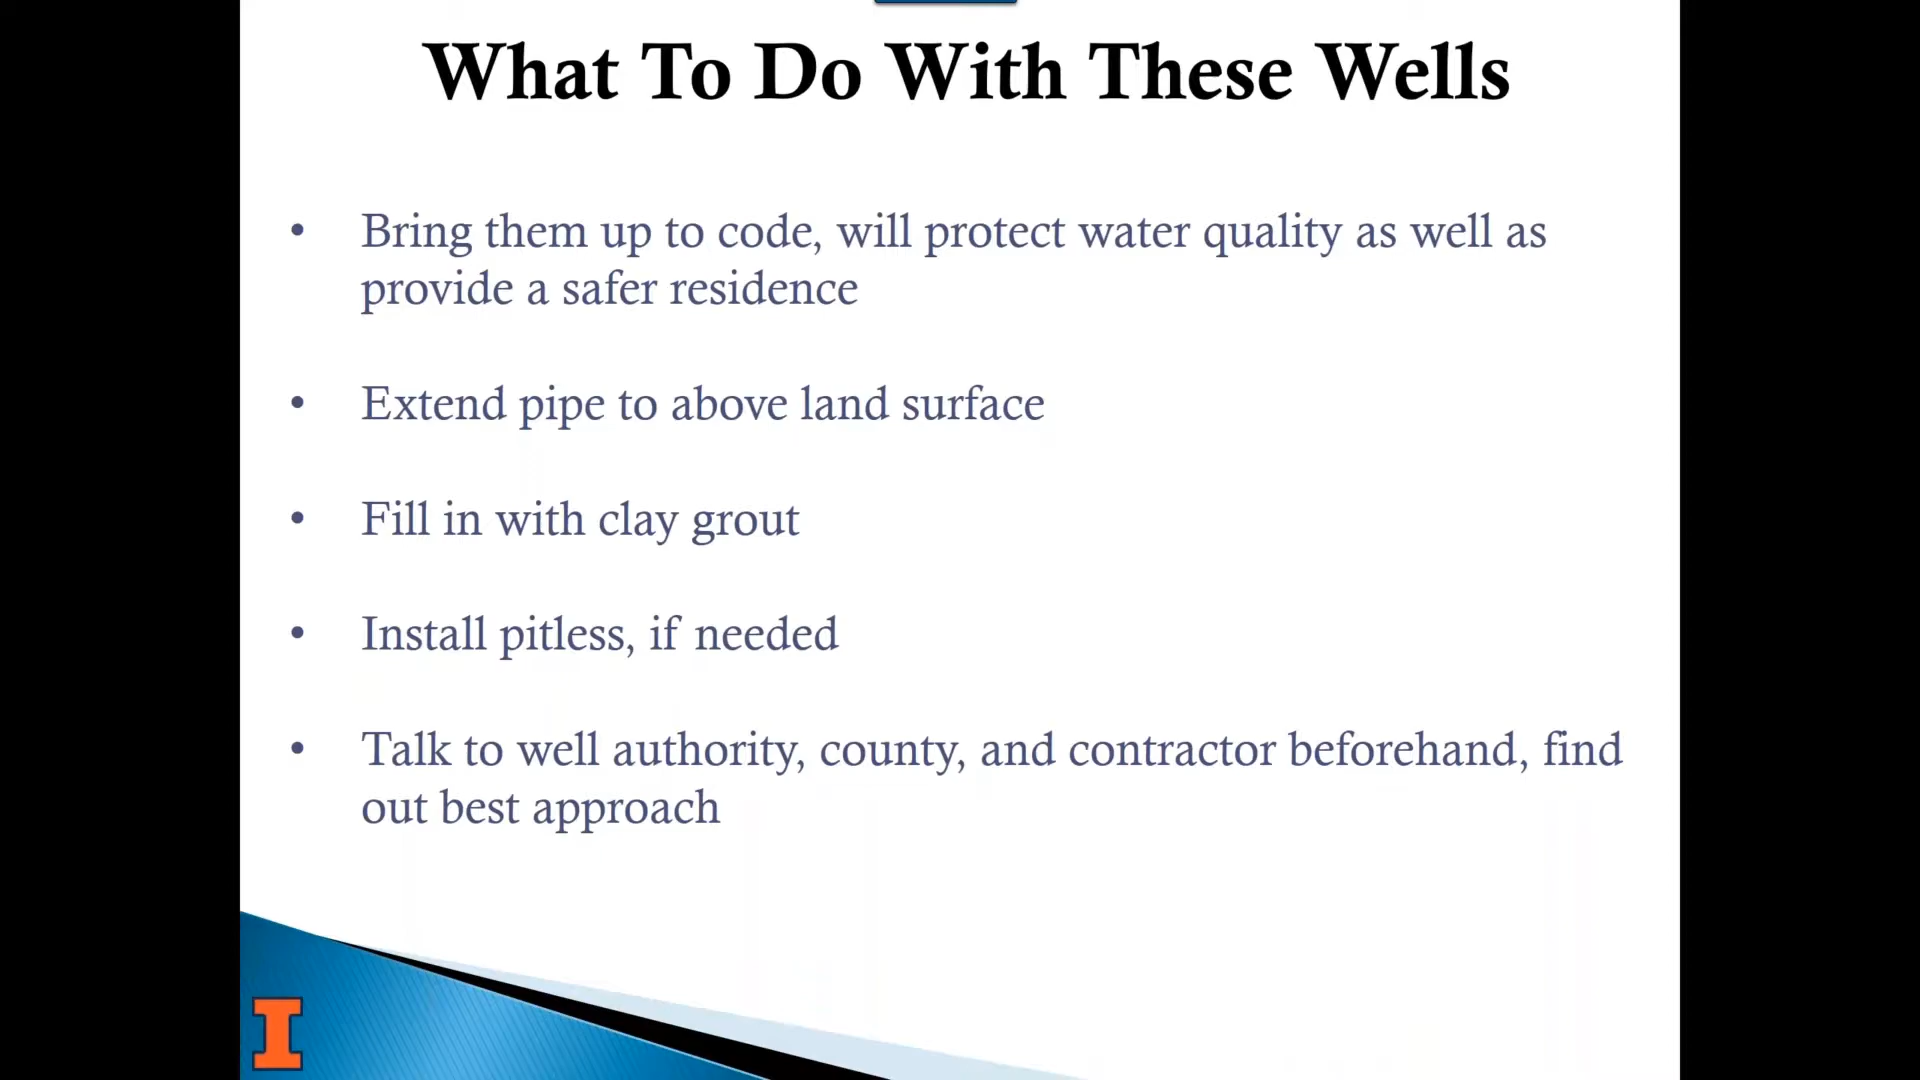 What To Do With These Wells
• Bring them up to code, will protect water quality as well as
provide a safer residence
• Extend pipe to above land surface
• Fill in with clay grout
• Install pitless, if needed
• Talk to well authority, county, and contractor beforehand, find
out best approach
I